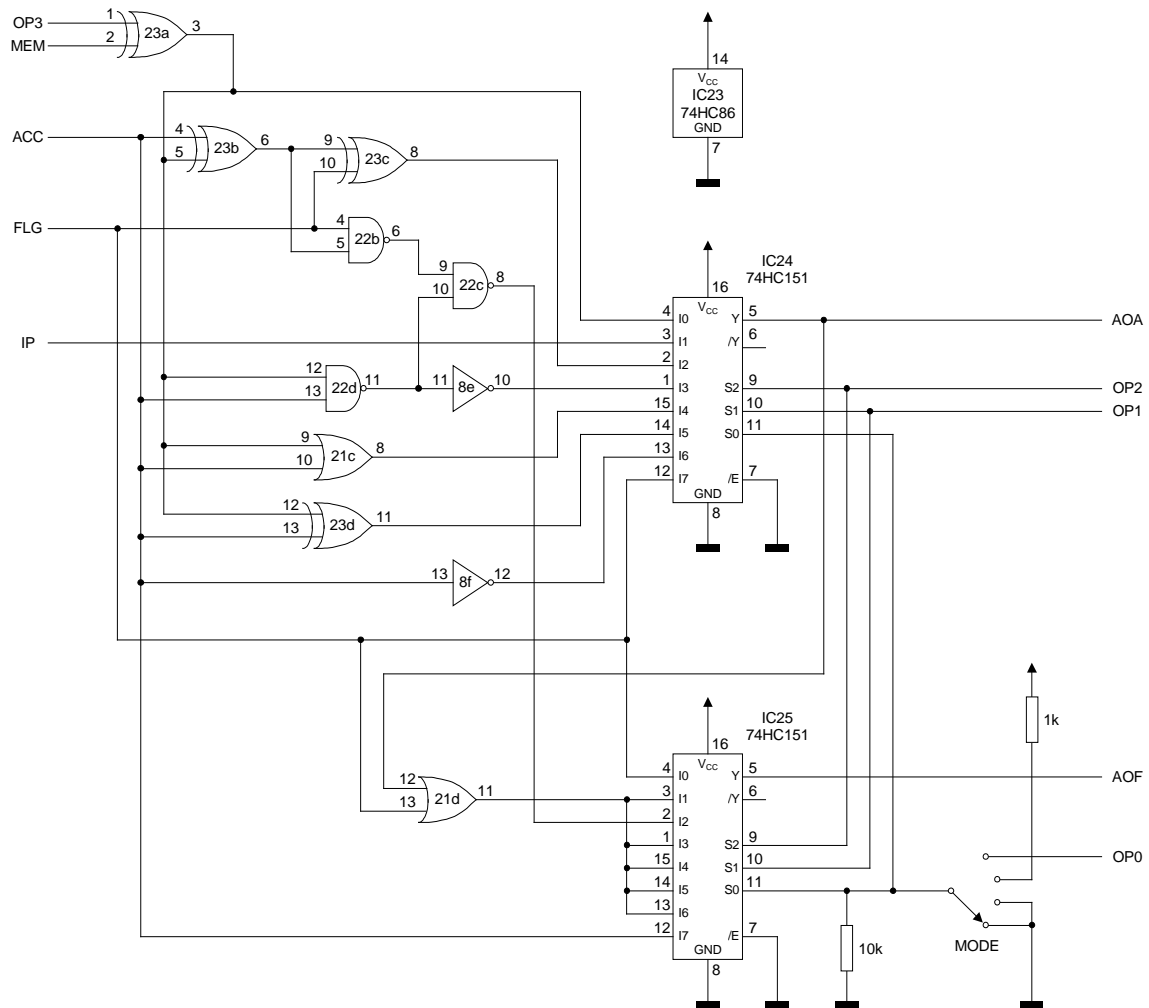 OP3
1
23a
3
MEM
2
14
V_CC
IC23
74HC86
GND
7
ACC
4
5
23b
6
9
10
23c
8
FLG
4
5
22b
6
9
10
22c
8
IC24
74HC151
16
V_CC
4 I0
Y 5
AOA
IP
3 I1
/Y 6
2 I2
12
13
22d
11
11
8e
10
1 I3
S2 9
OP2
15 I4
S1 10
OP1
9
10
21c
8
14 I5
S0 11
13 I6
12 I7
/E 7
GND
8
12
13
23d
11
13
8f
12
1k
IC25
74HC151
16
V_CC
4 I0
Y 5
AOF
12
13
21d
11
3 I1
/Y 6
2 I2
1 I3
S2 9
OP0
15 I4
S1 10
14 I5
S0 11
13 I6
12 I7
/E 7
GND
8
10k
MODE